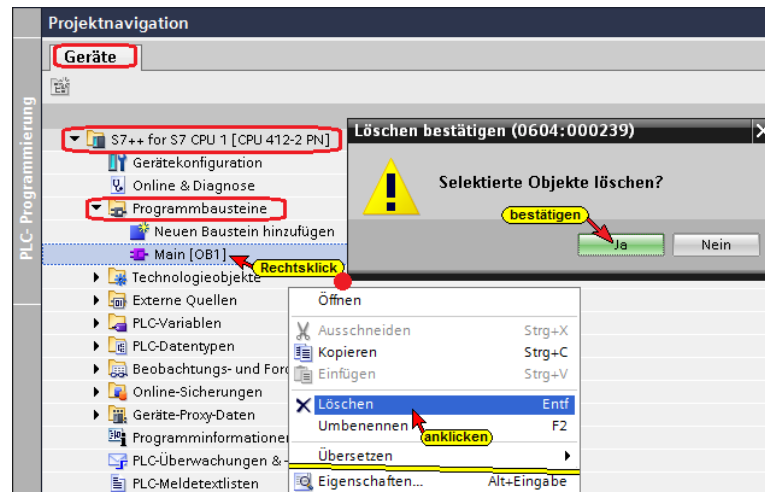 Projektnavigation
Geräte
PLC-Programmierung
S7++ for S7 CPU 1 [CPU 412-2 PN]
Gerätekonfiguration
Online & Diagnose
Programmbausteine
Neuen Baustein hinzufügen
Main [OB1]
Rechtsklick
Technologieobjekte
Externe Quellen
PLC-Variablen
PLC-Datentypen
Beobachtungs- und Forc
Online-Sicherungen
Geräte-Proxy-Daten
Programminformationen
PLC-Überwachungen & -
PLC-Meldetextlisten
Löschen bestätigen (0604:000239)
Selektierte Objekte löschen?
bestätigen
Ja Nein
Öffnen
Ausschneiden Strg+X
Kopieren Strg+C
Einfügen Strg+V
Löschen Entf
Umbenennen F2
anklicken
Übersetzen
Eigenschaften... Alt+Eingabe